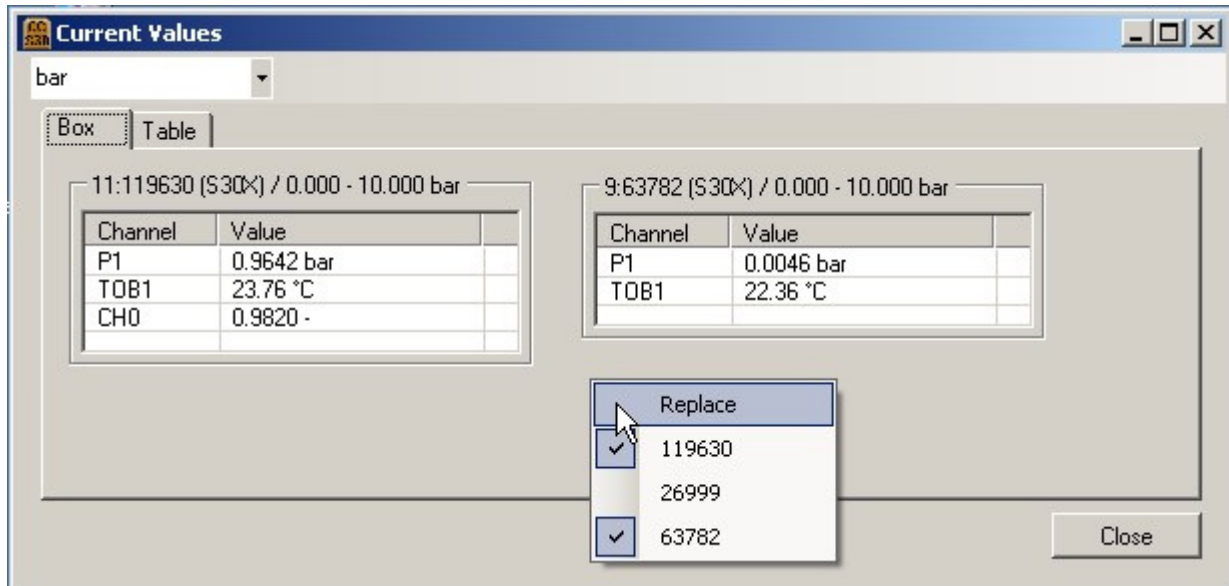 Current Values
bar
Box Table
11:119630 (S30X) / 0.000 - 10.000 bar
Channel Value
P1 0.9642 bar
TOB1 23.76 °C
CH0 0.9820 -
9:63782 (S30X) / 0.000 - 10.000 bar
Channel Value
P1 0.0046 bar
TOB1 22.36 °C
Replace
119630
26999
63782
Close